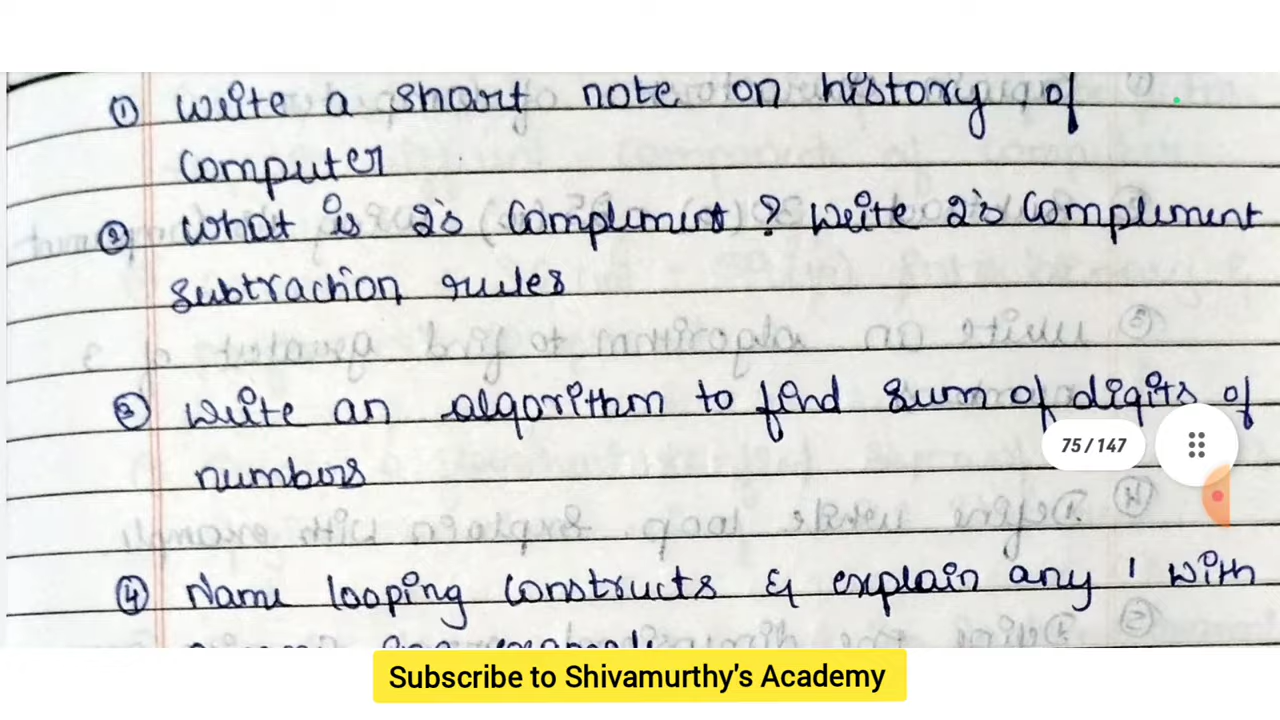 ① Write a short note on history of
computer
② What is 2's Complement ? Write 2's Complement
subtraction rules
③ Write an algorithm to find sum of digits of
numbers
75 / 147
④ Name looping constructs & explain any 1 with
Subscribe to Shivamurthy's Academy